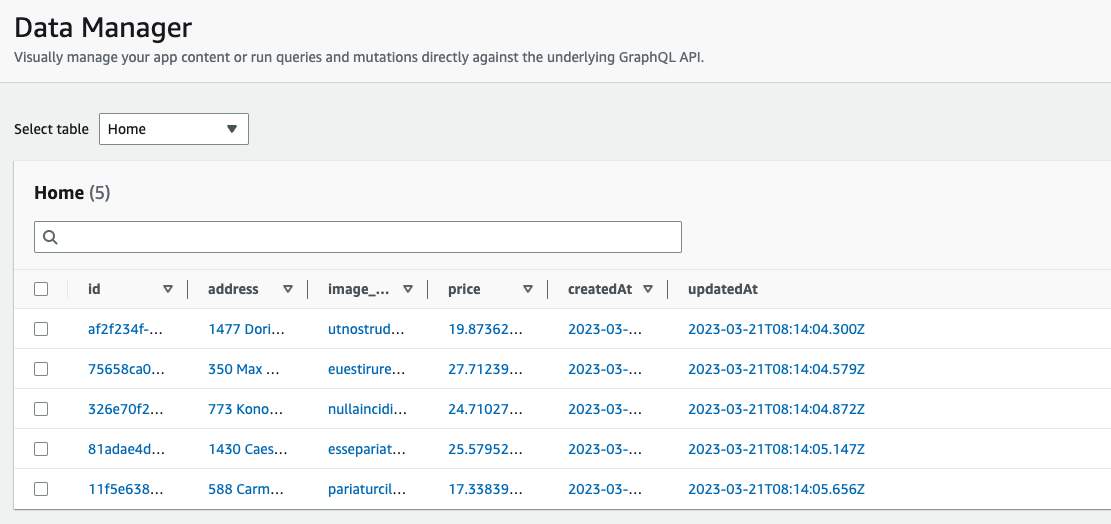 Data Manager
Visually manage your app content or run queries and mutations directly against the underlying GraphQL API.
Select table Home
Home (5)
id address image_... price createdAt updatedAt
af2f234f-... 1477 Dori... utnostrud... 19.87362... 2023-03-... 2023-03-21T08:14:04.300Z
75658ca0... 350 Max ... euestirure... 27.71239... 2023-03-... 2023-03-21T08:14:04.579Z
326e70f2... 773 Kono... nullaincidi... 24.71027... 2023-03-... 2023-03-21T08:14:04.872Z
81adae4d... 1430 Caes... essepariat... 25.57952... 2023-03-... 2023-03-21T08:14:05.147Z
11f5e638... 588 Carm... pariaturcil... 17.33839... 2023-03-... 2023-03-21T08:14:05.656Z